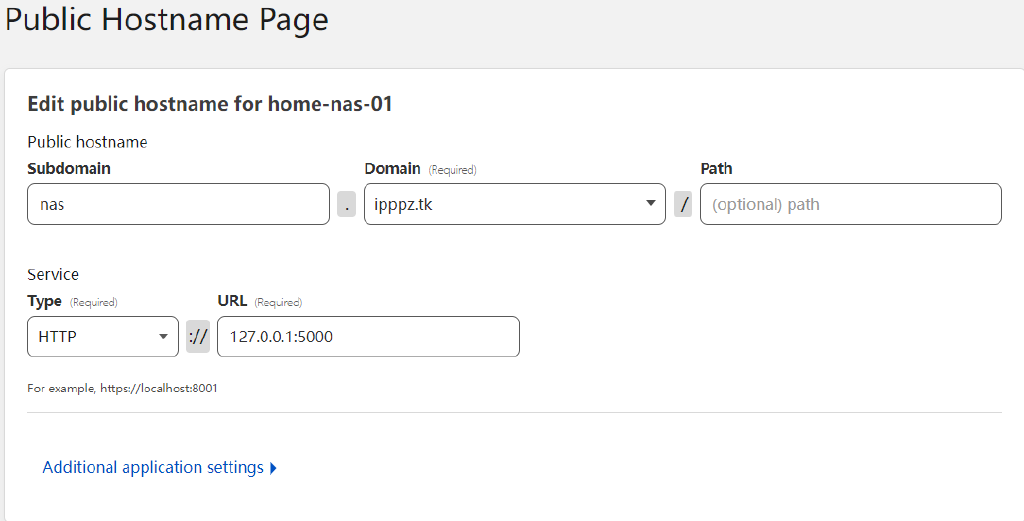 Public Hostname Page
Edit public hostname for home-nas-01
Public hostname
Subdomain Domain (Required) Path
nas . ipppz.tk / (optional) path
Service
Type (Required) URL (Required)
HTTP :// 127.0.0.1:5000
For example, https://localhost:8001
Additional application settings